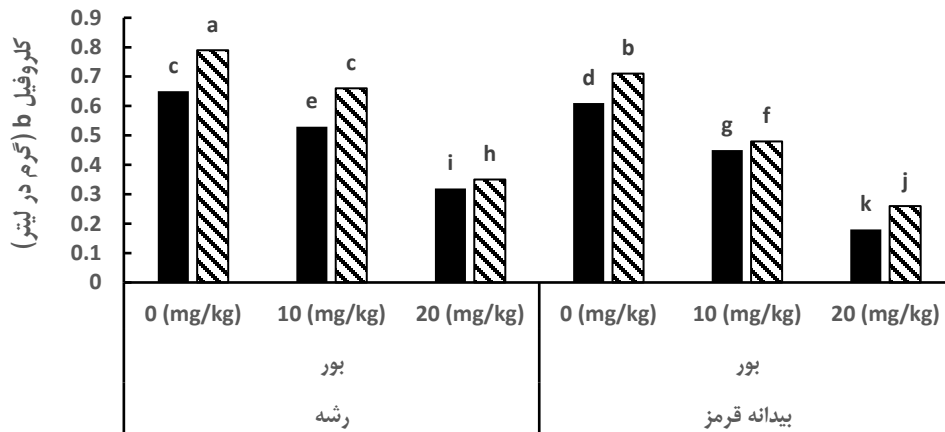 کلروفیل b (گرم در لیتر)
0.9
0.8
0.7
0.6
0.5
0.4
0.3
0.2
0.1
0
c a e c i h d b g f k j
0 (mg/kg) 10 (mg/kg) 20 (mg/kg) 0 (mg/kg) 10 (mg/kg) 20 (mg/kg)
بور بور
رشه بیدانه قرمز